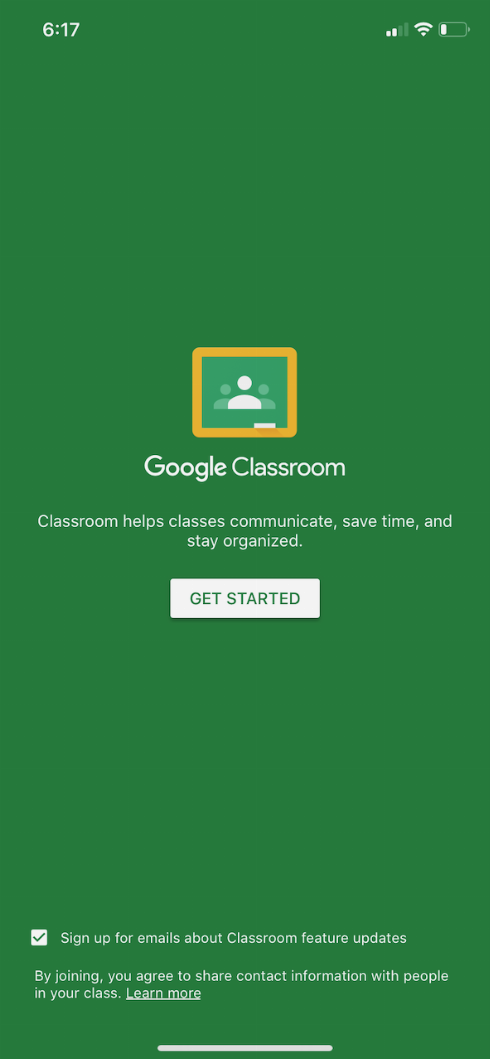 6:17
Google Classroom
Classroom helps classes communicate, save time, and
stay organized.
GET STARTED
Sign up for emails about Classroom feature updates
By joining, you agree to share contact information with people
in your class. Learn more